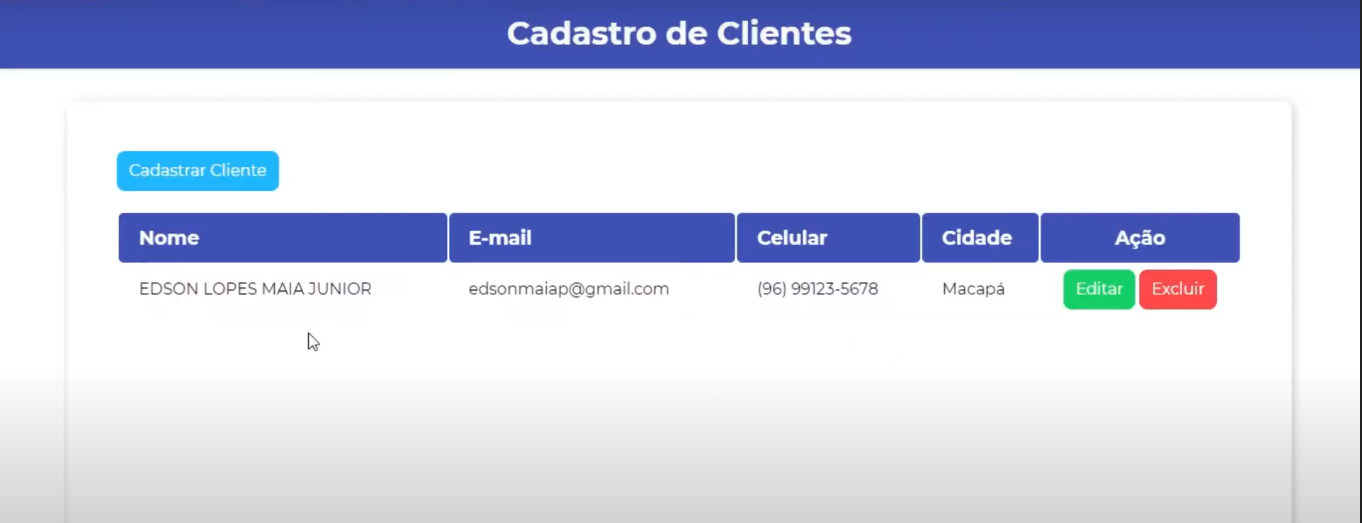 Cadastro de Clientes
Cadastrar Cliente
Nome E-mail Celular Cidade Ação
EDSON LOPES MAIA JUNIOR edsonmaiap@gmail.com (96) 99123-5678 Macapá Editar Excluir